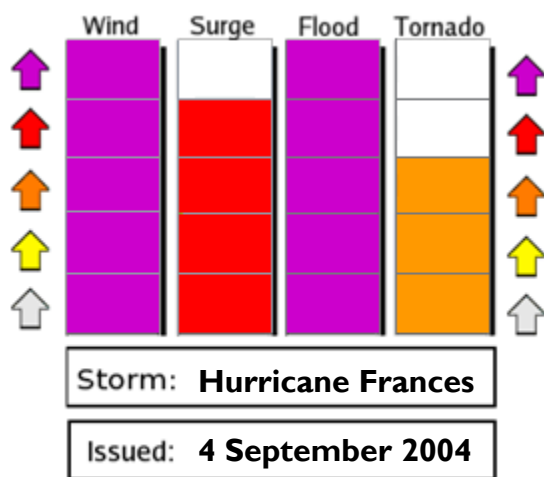 Wind Surge Flood Tornado
Storm: Hurricane Frances
Issued: 4 September 2004